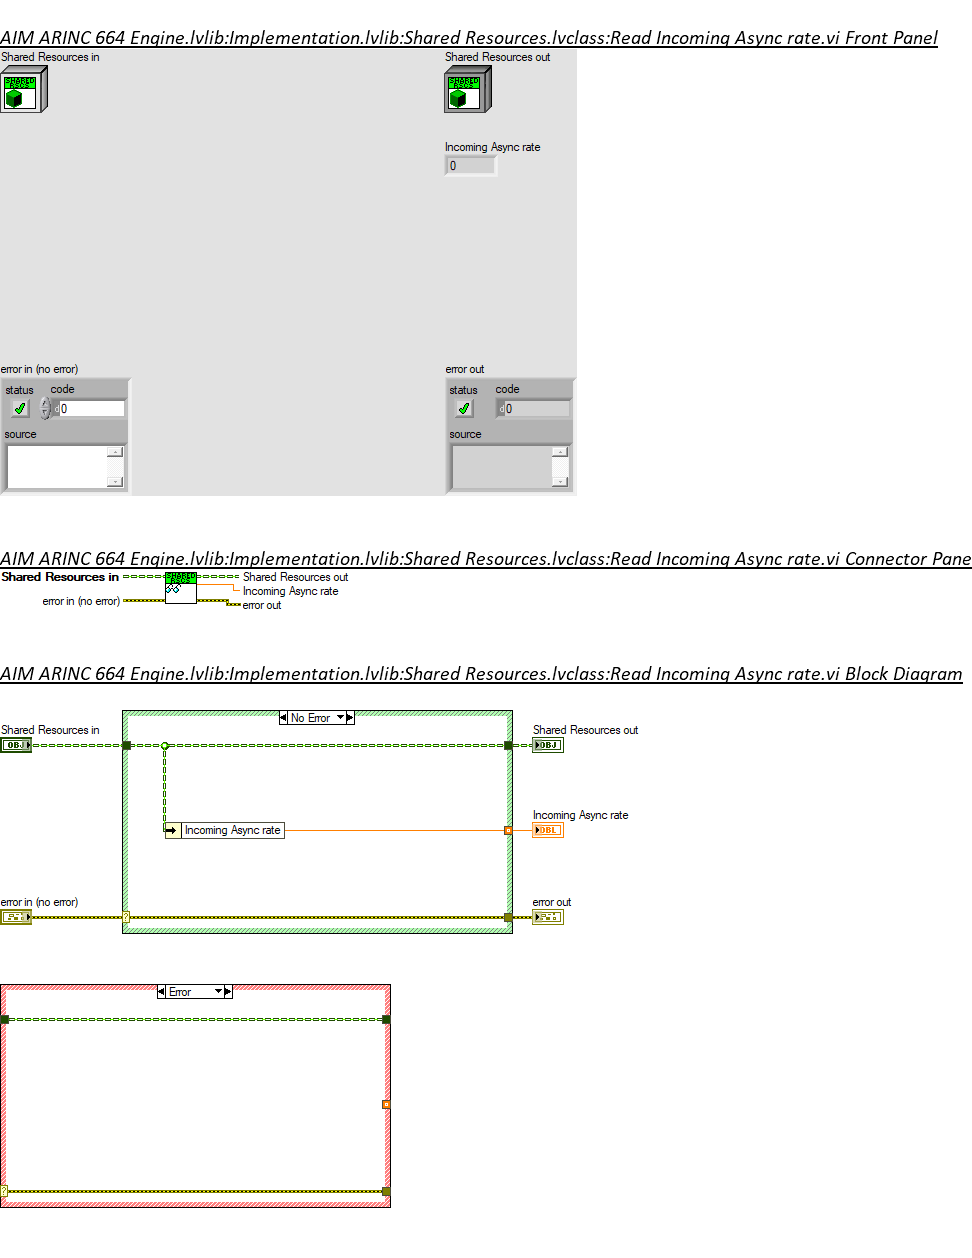 AIM ARINC 664 Engine.lvlib:Implementation.lvlib:Shared Resources.lvclass:Read Incoming Async rate.vi Front Panel
Shared Resources in
Shared Resources out
SHARED
RSCS
SHARED
RSCS
Incoming Async rate
0
error in (no error)
error out
status code
status code
d 0
d 0
source
source
AIM ARINC 664 Engine.lvlib:Implementation.lvlib:Shared Resources.lvclass:Read Incoming Async rate.vi Connector Pane
Shared Resources in
SHARED
RSCS
Shared Resources out
Incoming Async rate
error in (no error)
error out
AIM ARINC 664 Engine.lvlib:Implementation.lvlib:Shared Resources.lvclass:Read Incoming Async rate.vi Block Diagram
No Error
Shared Resources in
Shared Resources out
OBJ
OBJ
Incoming Async rate
Incoming Async rate
DBL
error in (no error)
error out
?
Error
?